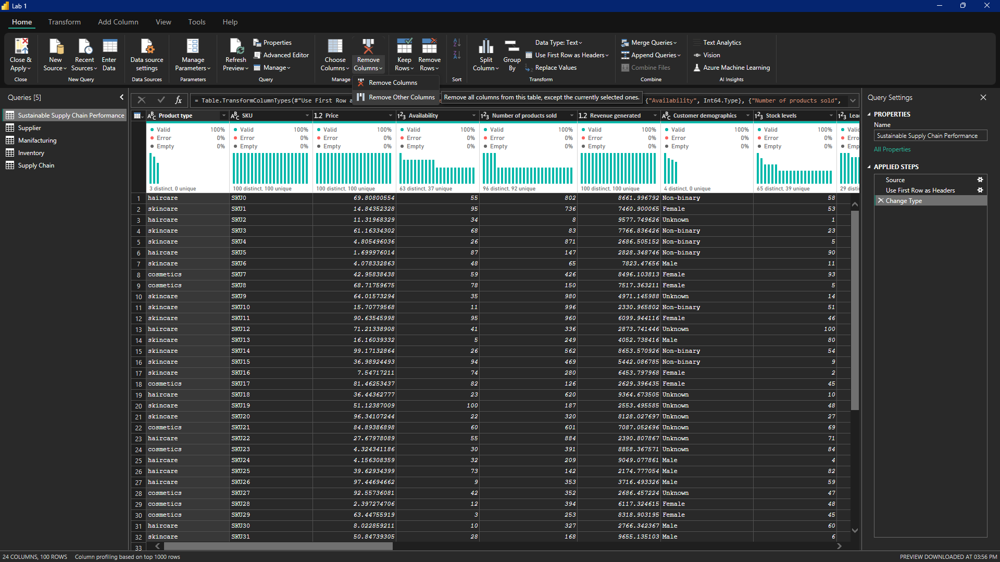 Lab 1
Home Transform Add Column View Tools Help
Close & Apply
Close
New Source
Recent Sources
Enter Data
New Query
Data source settings
Data Sources
Manage Parameters
Parameters
Refresh Preview
Properties
Advanced Editor
Manage
Query
Choose Columns
Remove Columns
Manage
Keep Rows
Remove Rows
Sort
Split Column
Group By
Data Type: Text
Use First Row as Headers
Replace Values
Transform
Merge Queries
Append Queries
Combine Files
Combine
Text Analytics
Vision
Azure Machine Learning
AI Insights
Remove Columns
Remove Other Columns
Remove all columns from this table, except the currently selected ones.
Queries [5]
Sustainable Supply Chain Performance
Supplier
Manifacturing
Inventory
Supply Chain
fx = Table.TransformColumnTypes(#"Use First Row a {"Availability", Int64.Type}, {"Number of products sold",
Product type SKU 1.2 Price Availability Number of products sold 1.2 Revenue generated Customer demographics Stock levels Lea
Valid 100% Valid 100% Valid 100% Valid 100% Valid 100% Valid 100% Valid 100% Valid 100%
Error 0% Error 0% Error 0% Error 0% Error 0% Error 0% Error 0% Error 0%
Empty 0% Empty 0% Empty 0% Empty 0% Empty 0% Empty 0% Empty 0% Empty 0%
3 distinct, 0 unique 100 distinct, 100 unique 100 distinct, 100 unique 63 distinct, 37 unique 96 distinct, 92 unique 100 distinct, 100 unique 4 distinct, 0 unique 65 distinct, 39 unique 29 disti
1 haircare SKU0 69.80800554 55 802 8661.996792 Non-binary 58
2 skincare SKU1 14.84352328 95 736 7460.900065 Female 53
3 haircare SKU2 11.31968329 34 8 9577.749626 Unknown 1
4 skincare SKU3 61.16334302 68 83 7766.836426 Non-binary 23
5 skincare SKU4 4.805496036 26 871 2686.505152 Non-binary 5
6 haircare SKU5 1.699976014 87 147 2828.348746 Non-binary 90
7 skincare SKU6 4.078332863 48 65 7823.47656 Male 11
8 cosmetics SKU7 42.95838438 59 426 8496.103813 Female 93
9 cosmetics SKU8 68.71759675 78 150 7517.363211 Female 5
10 skincare SKU9 64.01573294 35 980 4971.145988 Unknown 14
11 skincare SKU10 15.70779568 11 996 2330.965802 Non-binary 51
12 skincare SKU11 90.63545998 95 960 6099.944116 Female 46
13 haircare SKU12 71.21338908 41 336 2873.741446 Unknown 100
14 skincare SKU13 16.16039332 5 249 4052.738416 Male 80
15 skincare SKU14 99.17132864 26 562 8653.570926 Non-binary 54
16 skincare SKU15 36.98924493 94 469 5442.086785 Non-binary 9
17 skincare SKU16 7.54717211 74 280 6453.797968 Female 2
18 cosmetics SKU17 81.46253437 82 126 2629.396435 Female 45
19 haircare SKU18 36.44362777 23 620 9364.673505 Unknown 10
20 skincare SKU19 51.12387009 100 187 2553.495585 Unknown 48
21 skincare SKU20 96.34107244 22 320 8128.027697 Unknown 27
22 cosmetics SKU21 84.89386898 60 601 7087.052696 Unknown 69
23 haircare SKU22 27.67978089 55 884 2390.807867 Unknown 71
24 cosmetics SKU23 4.324341186 30 391 8858.367571 Unknown 84
25 haircare SKU24 4.156308359 32 209 9049.077861 Male 4
26 haircare SKU25 39.62934399 73 142 2174.777054 Male 82
27 haircare SKU26 97.44694662 9 353 3716.493326 Male 59
28 cosmetics SKU27 92.55736081 42 352 2686.457224 Unknown 47
29 cosmetics SKU28 2.397274706 12 394 6117.324615 Female 48
30 cosmetics SKU29 63.44755919 3 253 8318.903195 Female 45
31 haircare SKU30 8.022859211 10 327 2766.342367 Male 60
32 skincare SKU31 50.84739305 28 168 9655.135103 Male 6
33
Query Settings
PROPERTIES
Name
Sustainable Supply Chain Performance
All Properties
APPLIED STEPS
Source
Use First Row as Headers
Change Type
24 COLUMNS, 100 ROWS Column profiling based on top 1000 rows
PREVIEW DOWNLOADED AT 03:56 PM